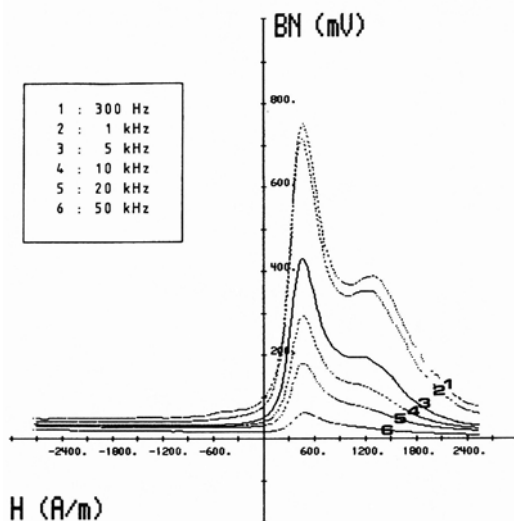 BN (mV)
1 : 300 Hz
2 : 1 kHz
3 : 5 kHz
4 : 10 kHz
5 : 20 kHz
6 : 50 kHz
800.
600.
400.
200.
1
2
3
4
5
6
-2400. -1800. -1200. -600. 600. 1200. 1800 2400.
H (A/m)